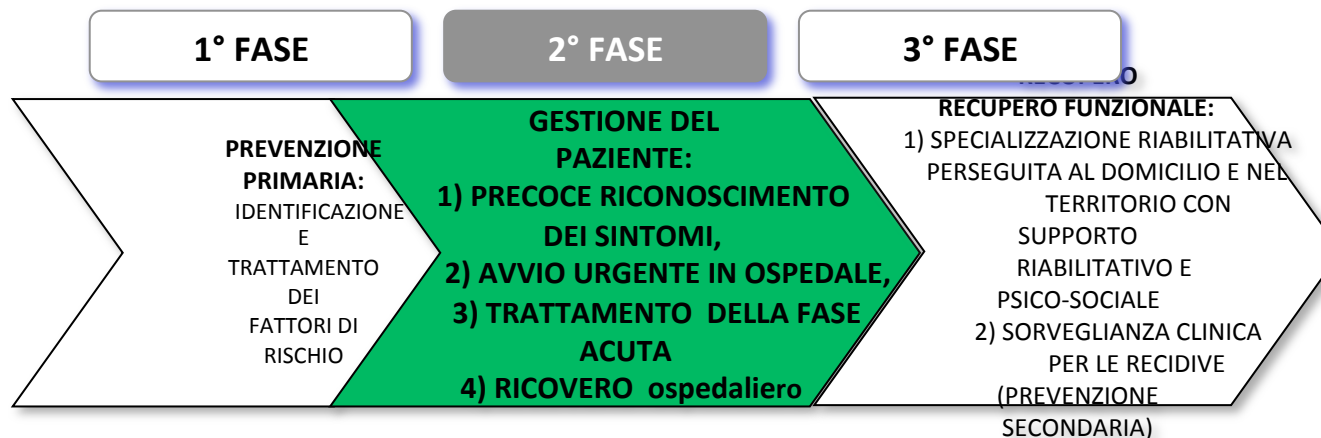 1° FASE
2° FASE
3° FASE
PREVENZIONE
PRIMARIA:
IDENTIFICAZIONE
E
TRATTAMENTO
DEI
FATTORI DI
RISCHIO
GESTIONE DEL
PAZIENTE:
1) PRECOCE RICONOSCIMENTO
DEI SINTOMI,
2) AVVIO URGENTE IN OSPEDALE,
3) TRATTAMENTO DELLA FASE
ACUTA
4) RICOVERO ospedaliero
RECUPERO
RECUPERO FUNZIONALE:
1) SPECIALIZZAZIONE RIABILITATIVA
PERSEGUITA AL DOMICILIO E NEL
TERRITORIO CON
SUPPORTO
RIABILITATIVO E
PSICO-SOCIALE
2) SORVEGLIANZA CLINICA
PER LE RECIDIVE
(PREVENZIONE
SECONDARIA)